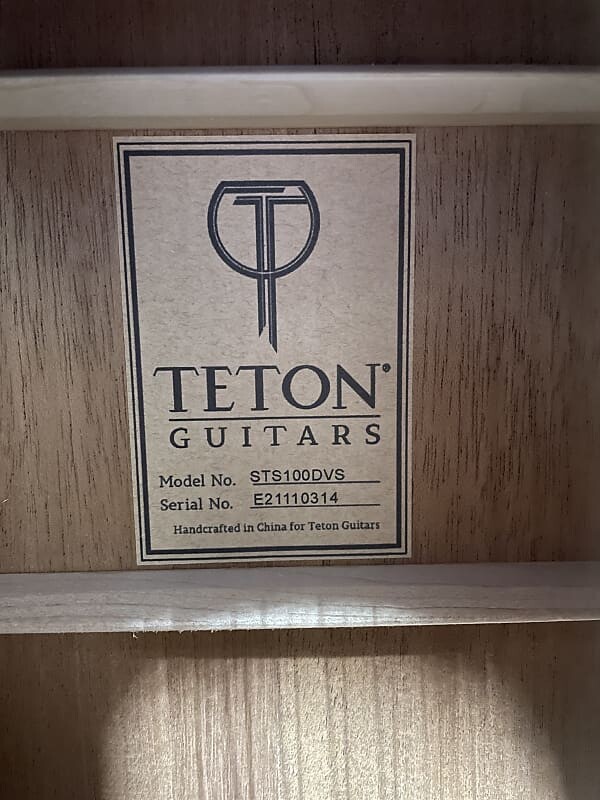 TETON®
GUITARS
Model No. STS100DVS
Serial No. E21110314
Handcrafted in China for Teton Guitars